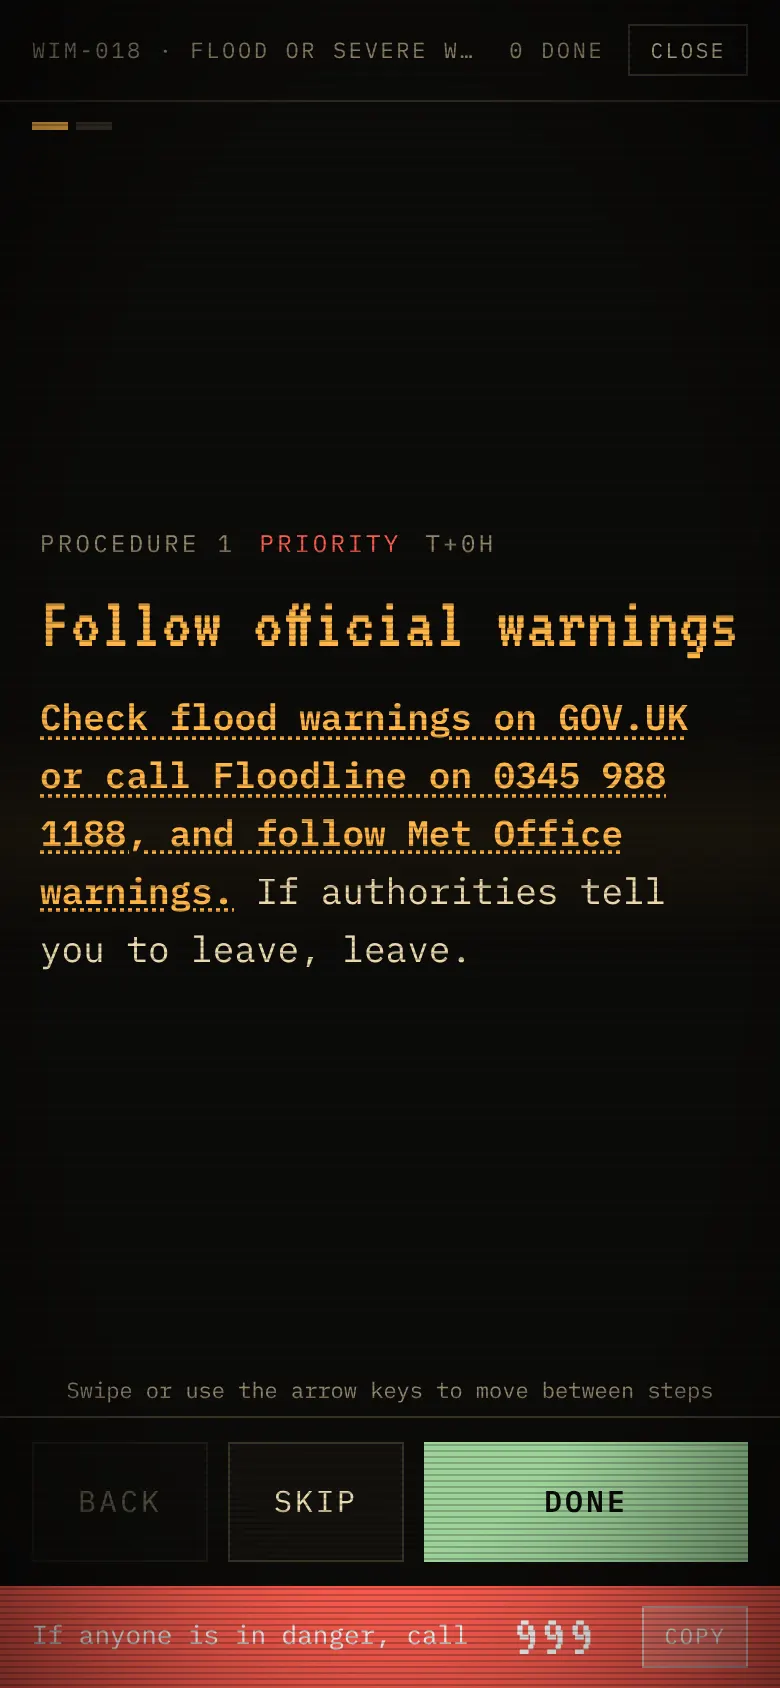 WIM-018 · FLOOD OR SEVERE W… 0 DONE CLOSE
PROCEDURE 1 PRIORITY T+0H
Follow official warnings
Check flood warnings on GOV.UK
or call Floodline on 0345 988
1188, and follow Met Office
warnings. If authorities tell
you to leave, leave.
Swipe or use the arrow keys to move between steps
BACK SKIP DONE
If anyone is in danger, call 999 COPY